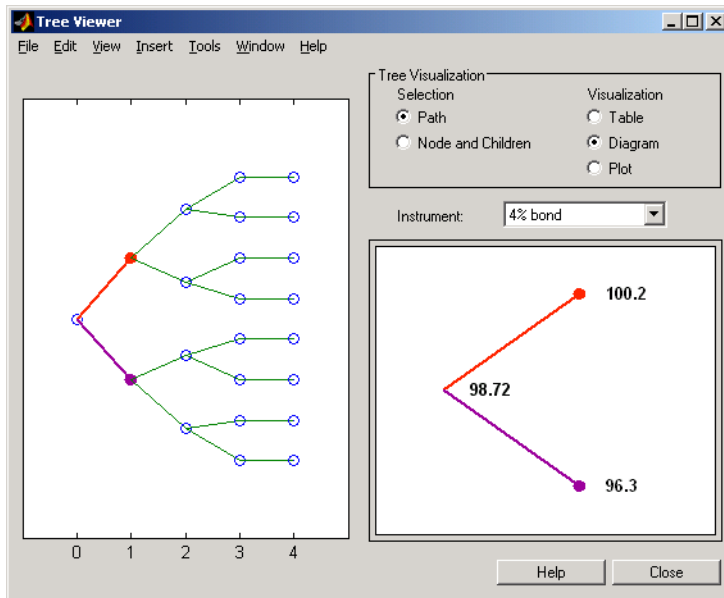 Tree Viewer
File Edit View Insert Tools Window Help
Tree Visualization
Selection Visualization
Path Table
Node and Children Diagram
Plot
Instrument: 4% bond
100.2
98.72
96.3
0 1 2 3 4
Help Close